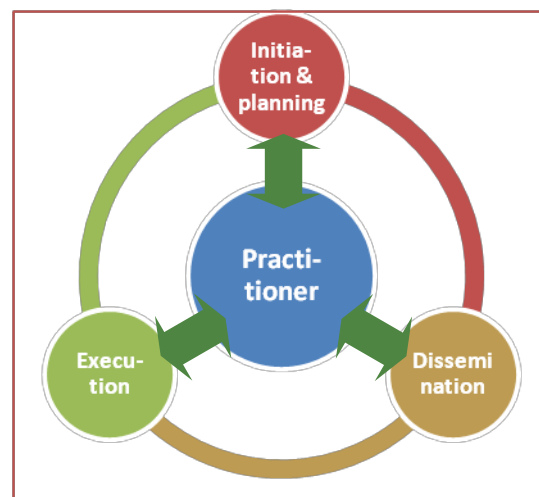 Initia-
tion &
planning
Practi-
tioner
Execu-
tion
Dissemi
nation